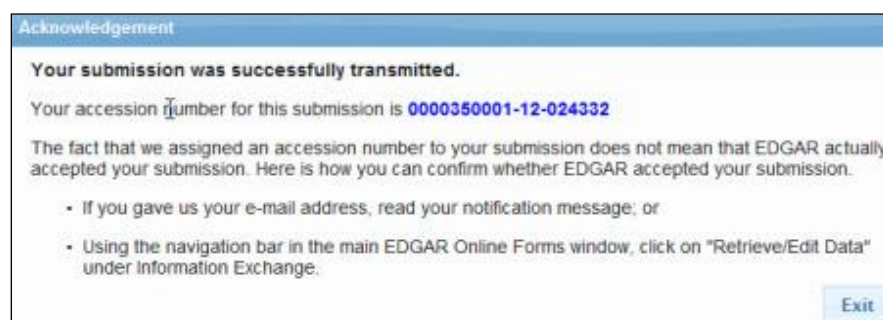 Acknowledgement
Your submission was successfully transmitted.
Your accession number for this submission is 0000350001-12-024332
The fact that we assigned an accession number to your submission does not mean that EDGAR actually
accepted your submission. Here is how you can confirm whether EDGAR accepted your submission.
• If you gave us your e-mail address, read your notification message; or
• Using the navigation bar in the main EDGAR Online Forms window, click on "Retrieve/Edit Data"
under Information Exchange.
Exit